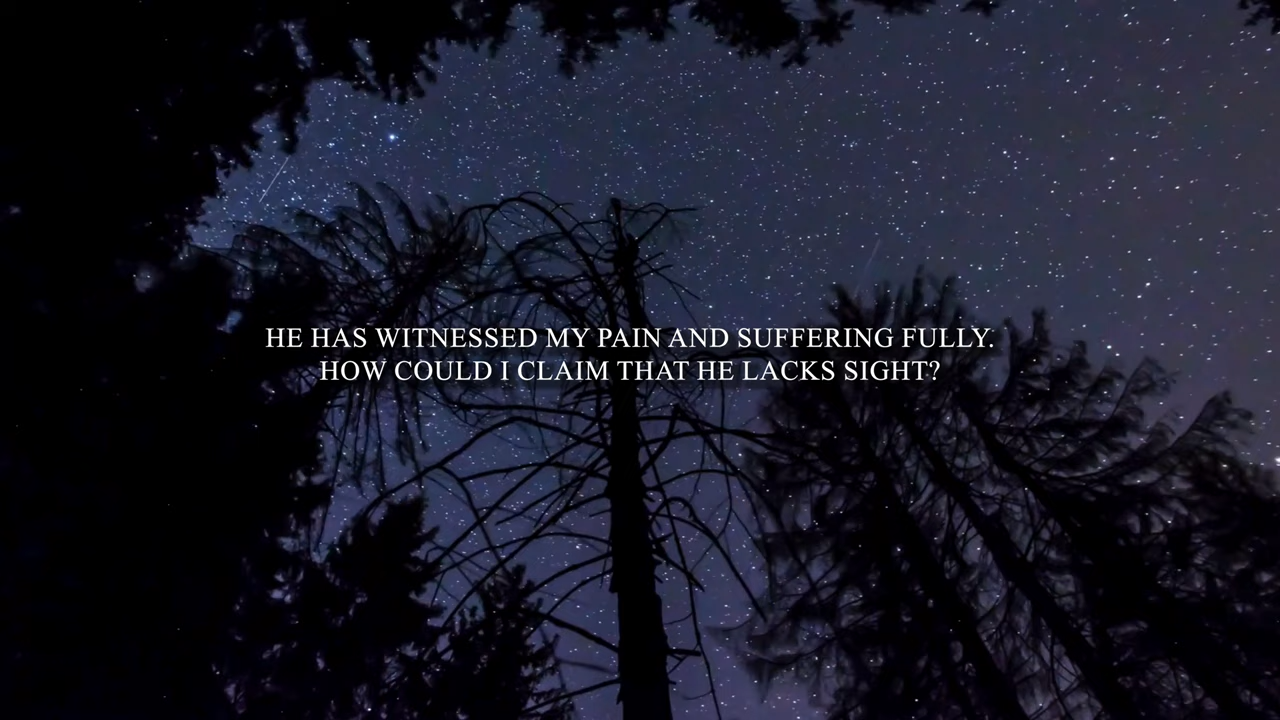 HE HAS WITNESSED MY PAIN AND SUFFERING FULLY.
HOW COULD I CLAIM THAT HE LACKS SIGHT?